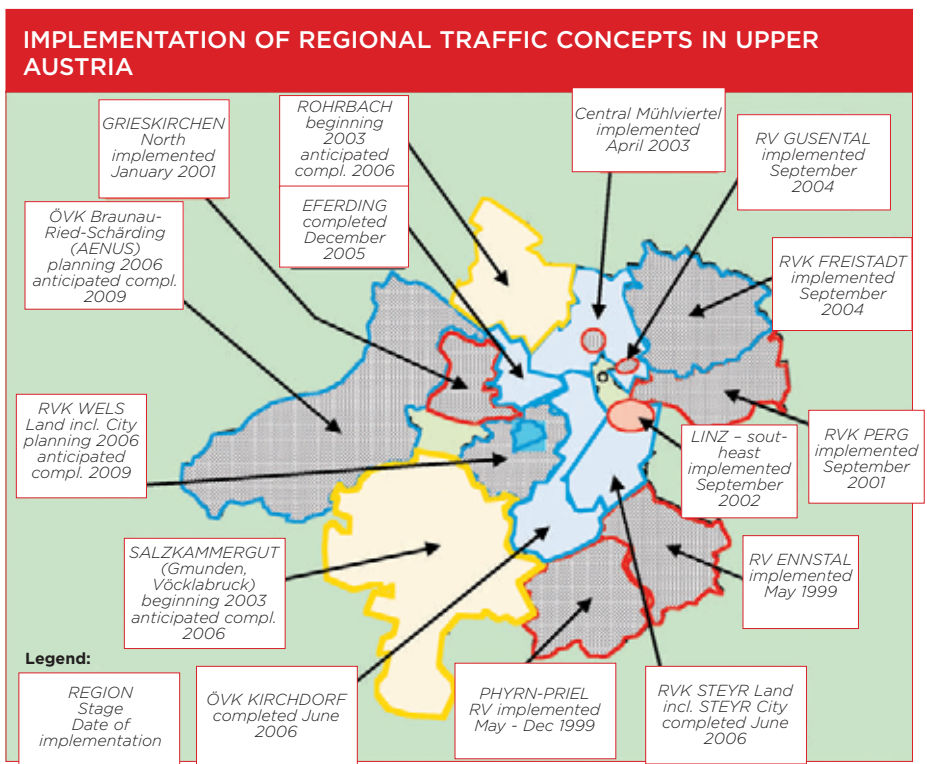 IMPLEMENTATION OF REGIONAL TRAFFIC CONCEPTS IN UPPER
AUSTRIA
GRIESKIRCHEN
North
implemented
January 2001
ROHRBACH
beginning
2003
anticipated
compl. 2006
EFERDING
completed
December
2005
Central Mühlviertel
implemented
April 2003
RV GUSENTAL
implemented
September
2004
ÖVK Braunau-
Ried-Schärding
(AENUS)
planning 2006
anticipated compl.
2009
RVK FREISTADT
implemented
September
2004
RVK WELS
Land incl. City
planning 2006
anticipated
compl. 2009
LINZ – sout-
heast
implemented
September
2002
RVK PERG
implemented
September
2001
SALZKAMMERGUT
(Gmunden,
Vöcklabruck)
beginning 2003
anticipated compl.
2006
RV ENNSTAL
implemented
May 1999
Legend:
REGION
Stage
Date of
implementation
ÖVK KIRCHDORF
completed June
2006
PHYRN-PRIEL
RV implemented
May - Dec 1999
RVK STEYR Land
incl. STEYR City
completed June
2006